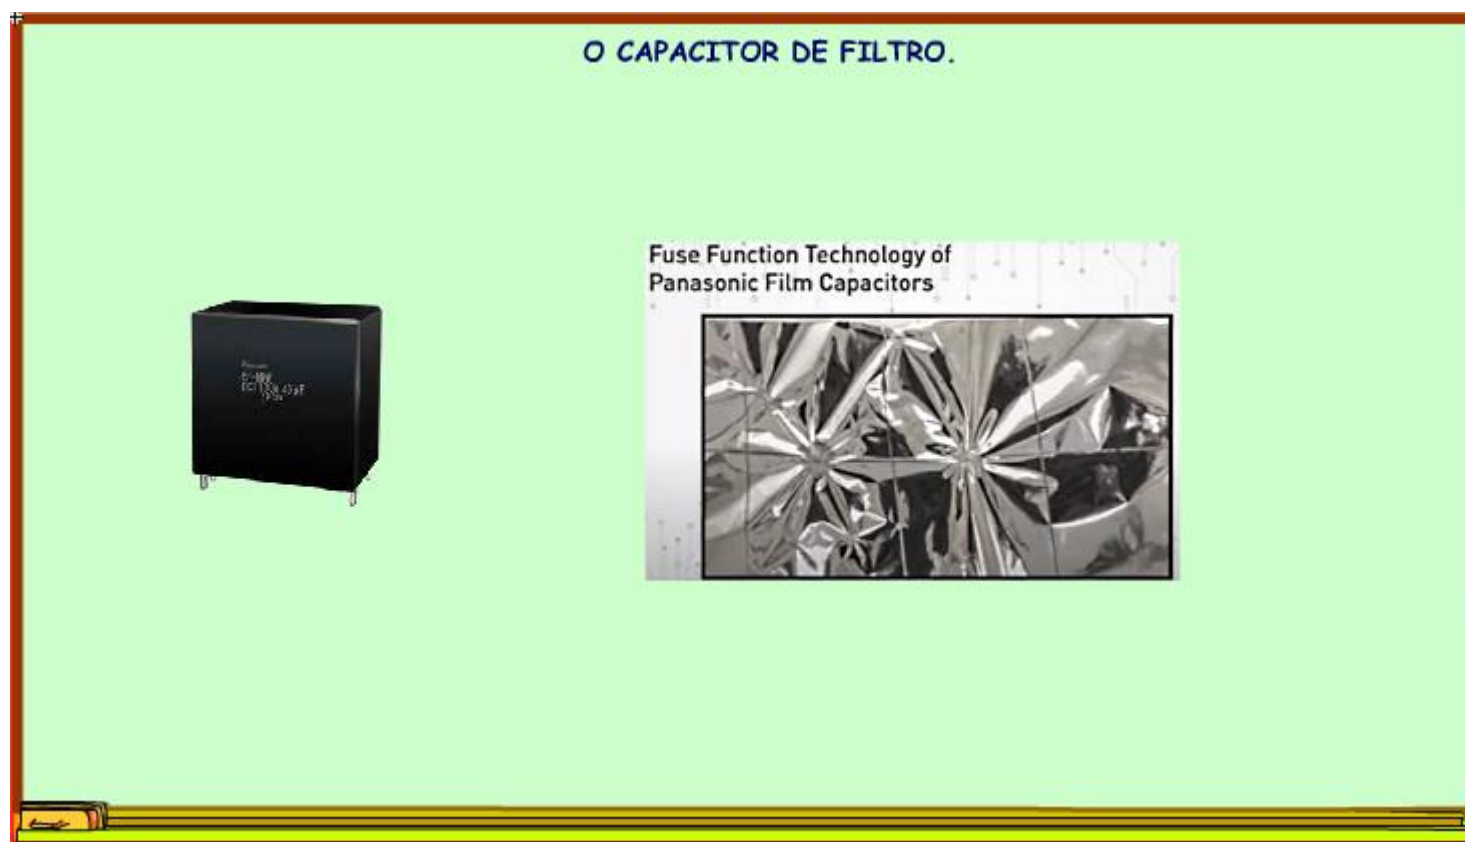 O CAPACITOR DE FILTRO.
Fuse Function Technology of
Panasonic Film Capacitors